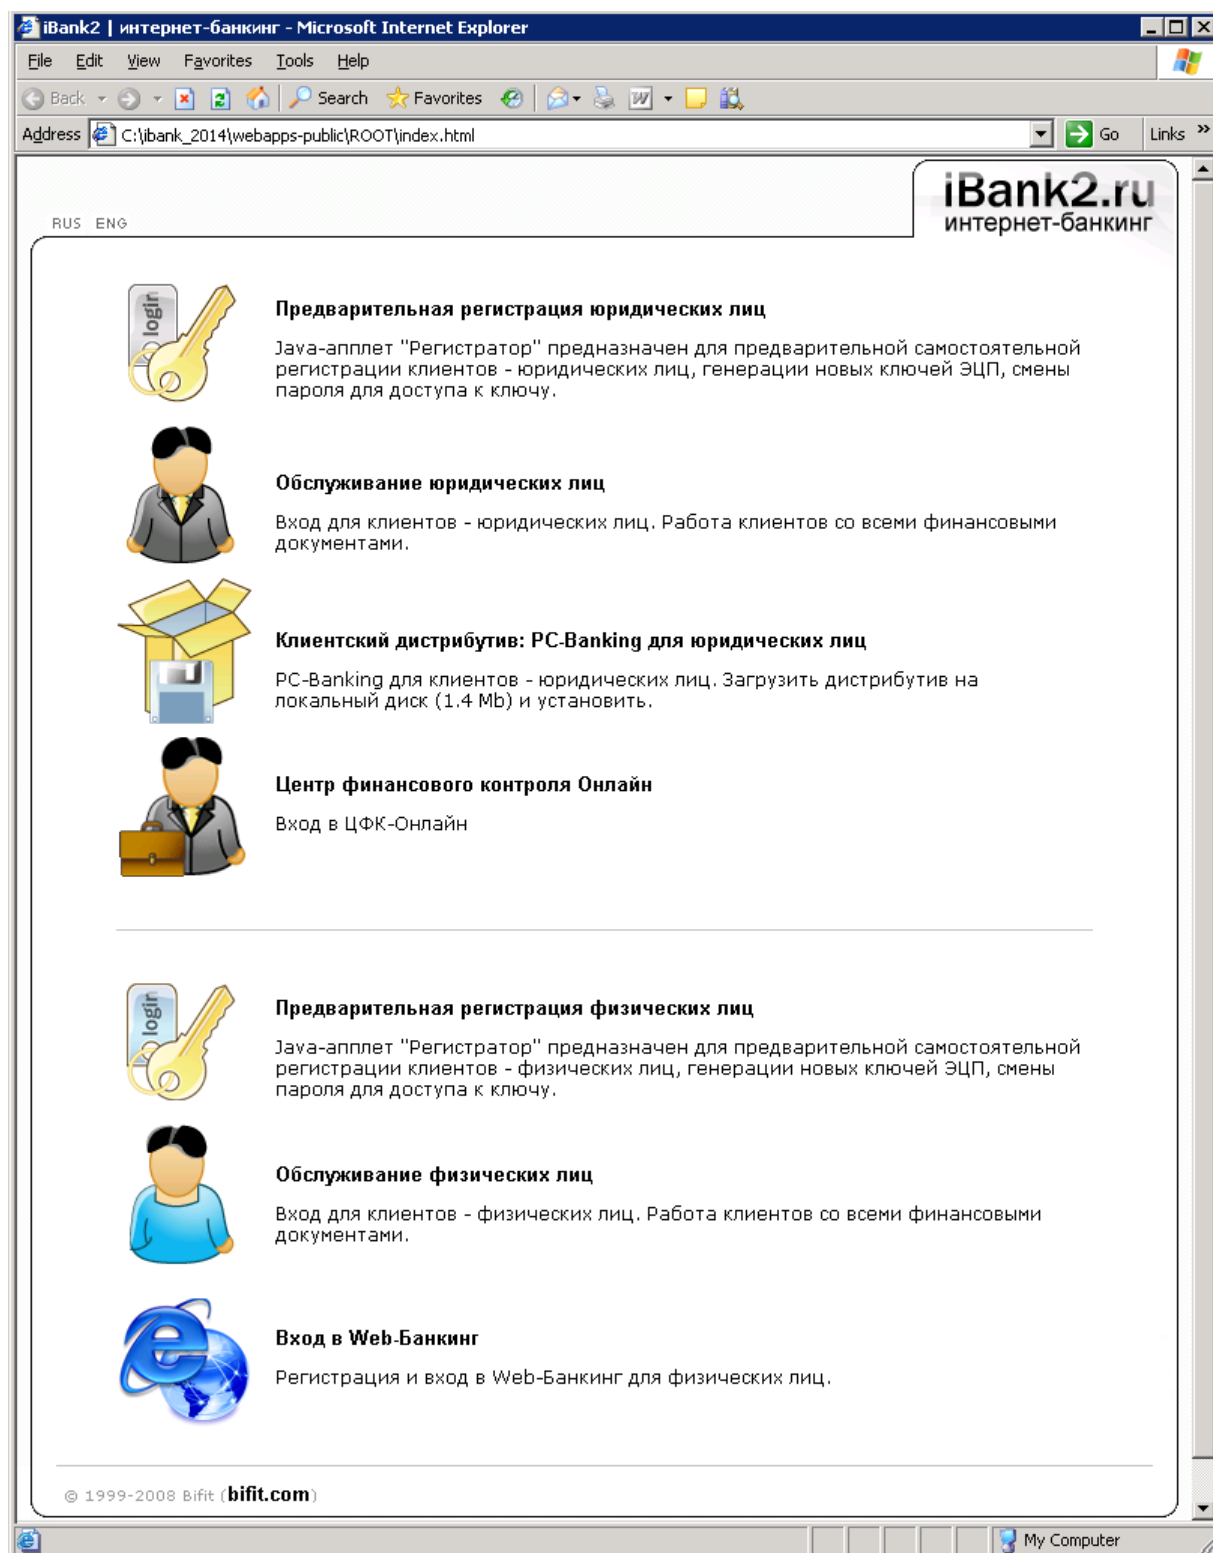 iBank2 | интернет-банкинг - Microsoft Internet Explorer
File Edit View Favorites Tools Help
Back Search Favorites
Address C:\ibank_2014\webapps-public\ROOT\index.html Go Links »
iBank2.ru
интернет-банкинг
RUS ENG
login
Предварительная регистрация юридических лиц
Java-апплет "Регистратор" предназначен для предварительной самостоятельной
регистрации клиентов - юридических лиц, генерации новых ключей ЭЦП, смены
пароля для доступа к ключу.
Обслуживание юридических лиц
Вход для клиентов - юридических лиц. Работа клиентов со всеми финансовыми
документами.
Клиентский дистрибутив: PC-Banking для юридических лиц
PC-Banking для клиентов - юридических лиц. Загрузить дистрибутив на
локальный диск (1.4 Mb) и установить.
Центр финансового контроля Онлайн
Вход в ЦФК-Онлайн
login
Предварительная регистрация физических лиц
Java-апплет "Регистратор" предназначен для предварительной самостоятельной
регистрации клиентов - физических лиц, генерации новых ключей ЭЦП, смены
пароля для доступа к ключу.
Обслуживание физических лиц
Вход для клиентов - физических лиц. Работа клиентов со всеми финансовыми
документами.
Вход в Web-Банкинг
Регистрация и вход в Web-Банкинг для физических лиц.
© 1999-2008 Bifit (bifit.com)
My Computer